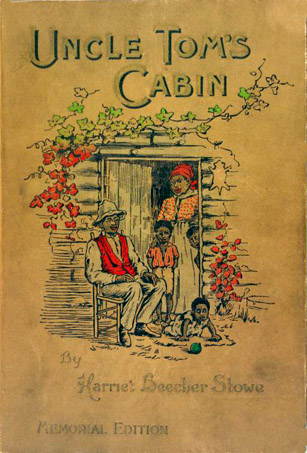 UNCLE TOM'S
CABIN
By
Harriet Beecher Stowe
MEMORIAL EDITION